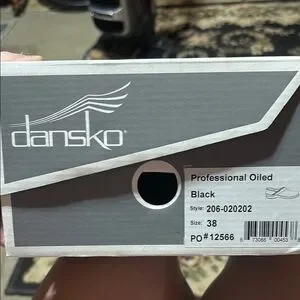 dansko®
Professional Oiled
Black
Style: 206-020202
Size: 38
PO#12566